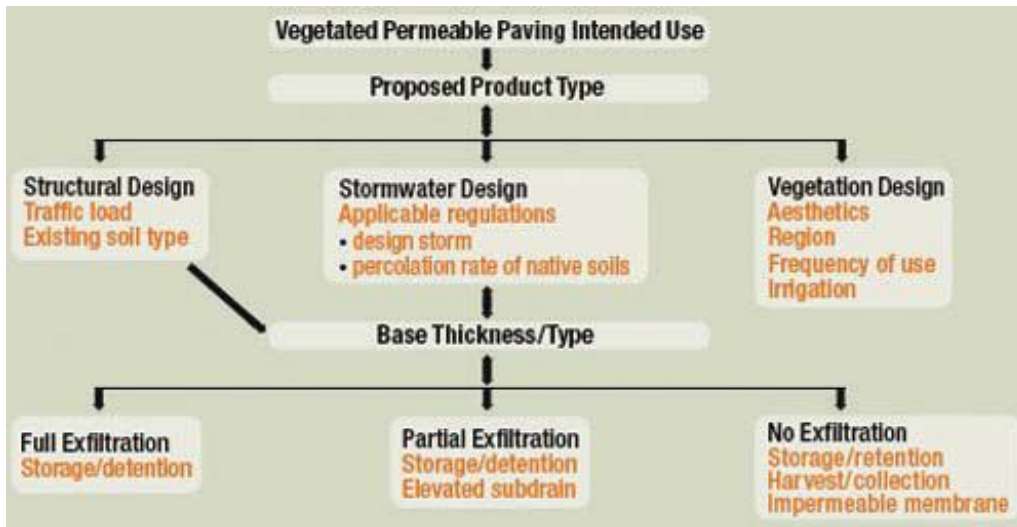 Vegetated Permeable Paving Intended Use
Proposed Product Type
Structural Design
Traffic load
Existing soil type
Stormwater Design
Applicable regulations
• design storm
• percolation rate of native soils
Vegetation Design
Aesthetics
Region
Frequency of use
Irrigation
Base Thickness/Type
Full Exfiltration
Storage/detention
Partial Exfiltration
Storage/detention
Elevated subdrain
No Exfiltration
Storage/retention
Harvest/collection
Impermeable membrane